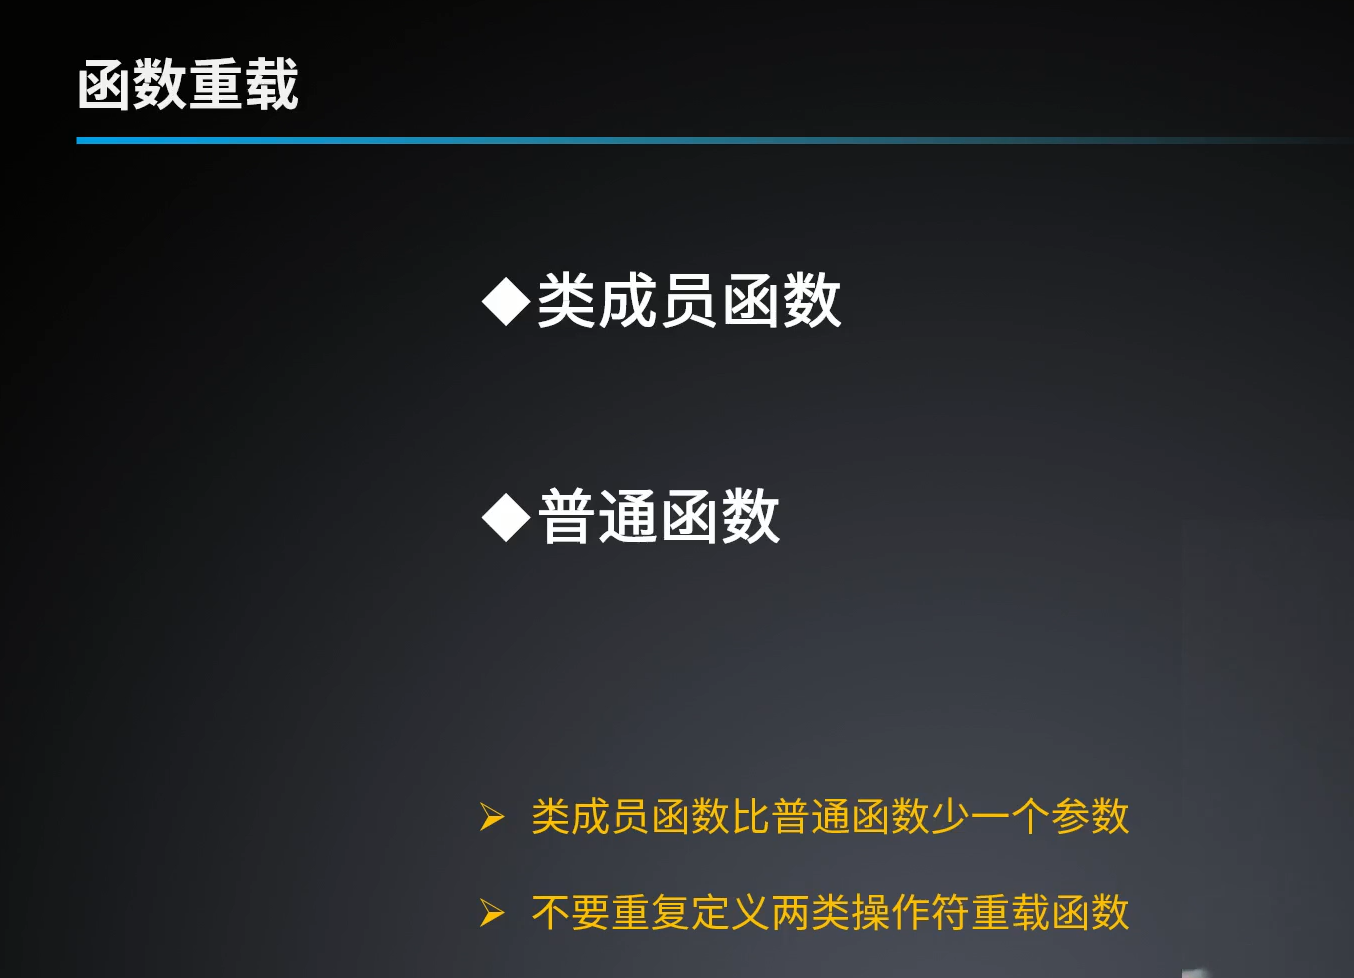 函数重载
◆类成员函数
◆普通函数
➢ 类成员函数比普通函数少一个参数
➢ 不要重复定义两类操作符重载函数